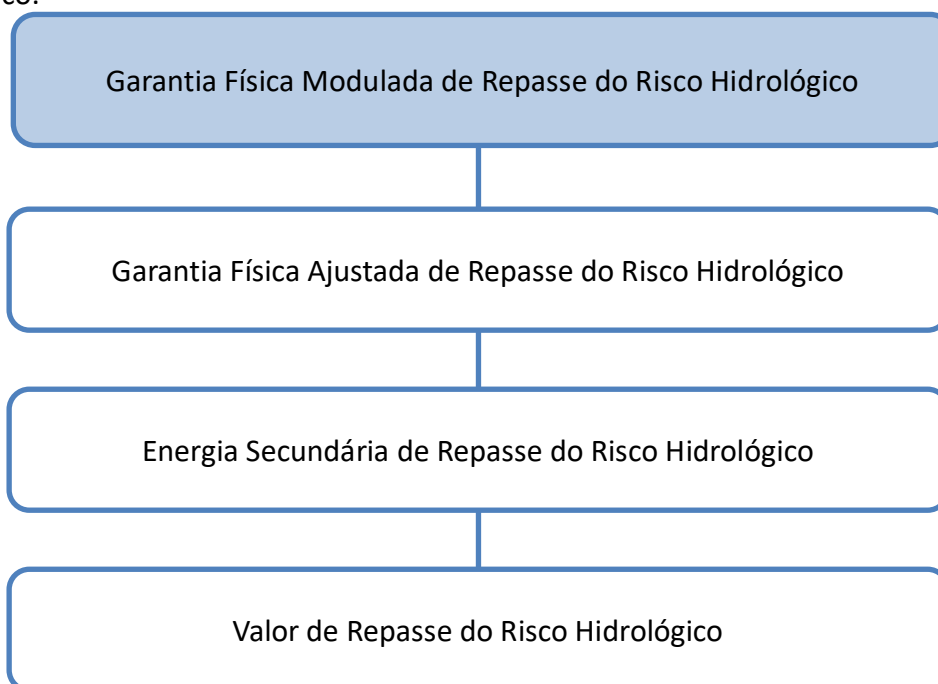 Garantia Física Modulada de Repasse do Risco Hidrológico
Garantia Física Ajustada de Repasse do Risco Hidrológico
Energia Secundária de Repasse do Risco Hidrológico
Valor de Repasse do Risco Hidrológico